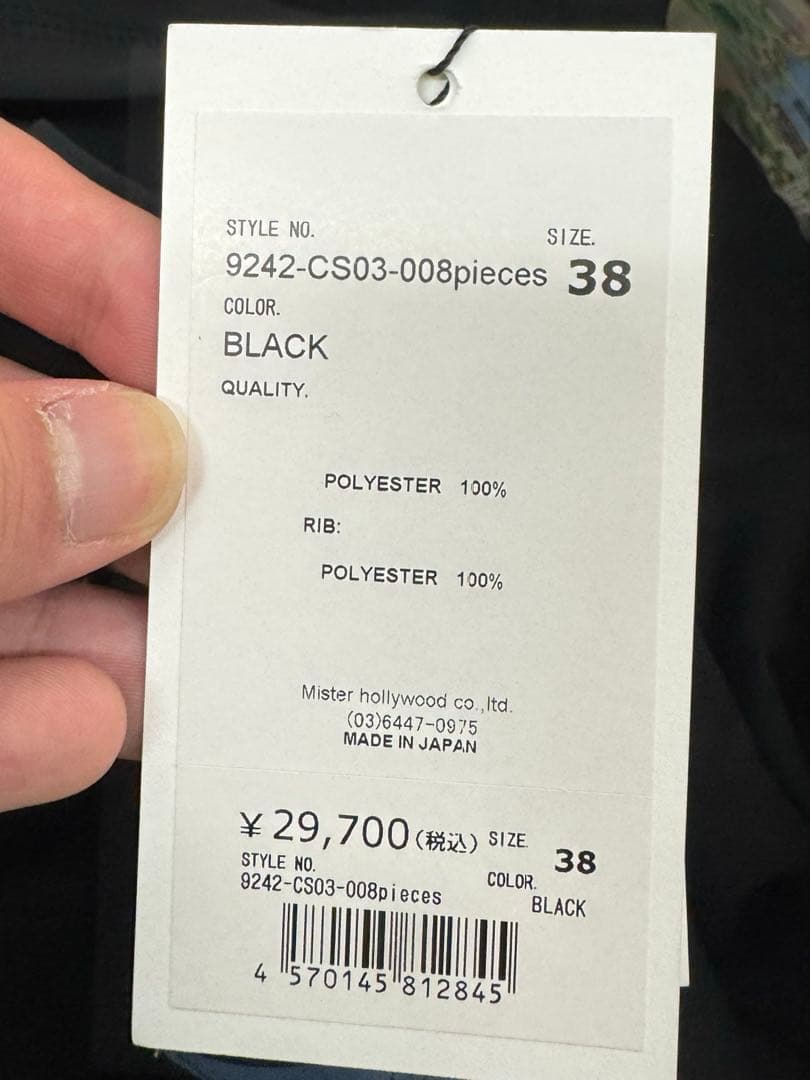 STYLE NO.
SIZE.
9242-CS03-008pieces 38
COLOR.
BLACK
QUALITY.
POLYESTER 100%
RIB:
POLYESTER 100%
Mister hollywood co.,ltd.
(03)6447-0975
MADE IN JAPAN
¥29,700(税込) SIZE. 38
STYLE NO.
9242-CS03-008pieces
COLOR.
BLACK
4 570145 812845